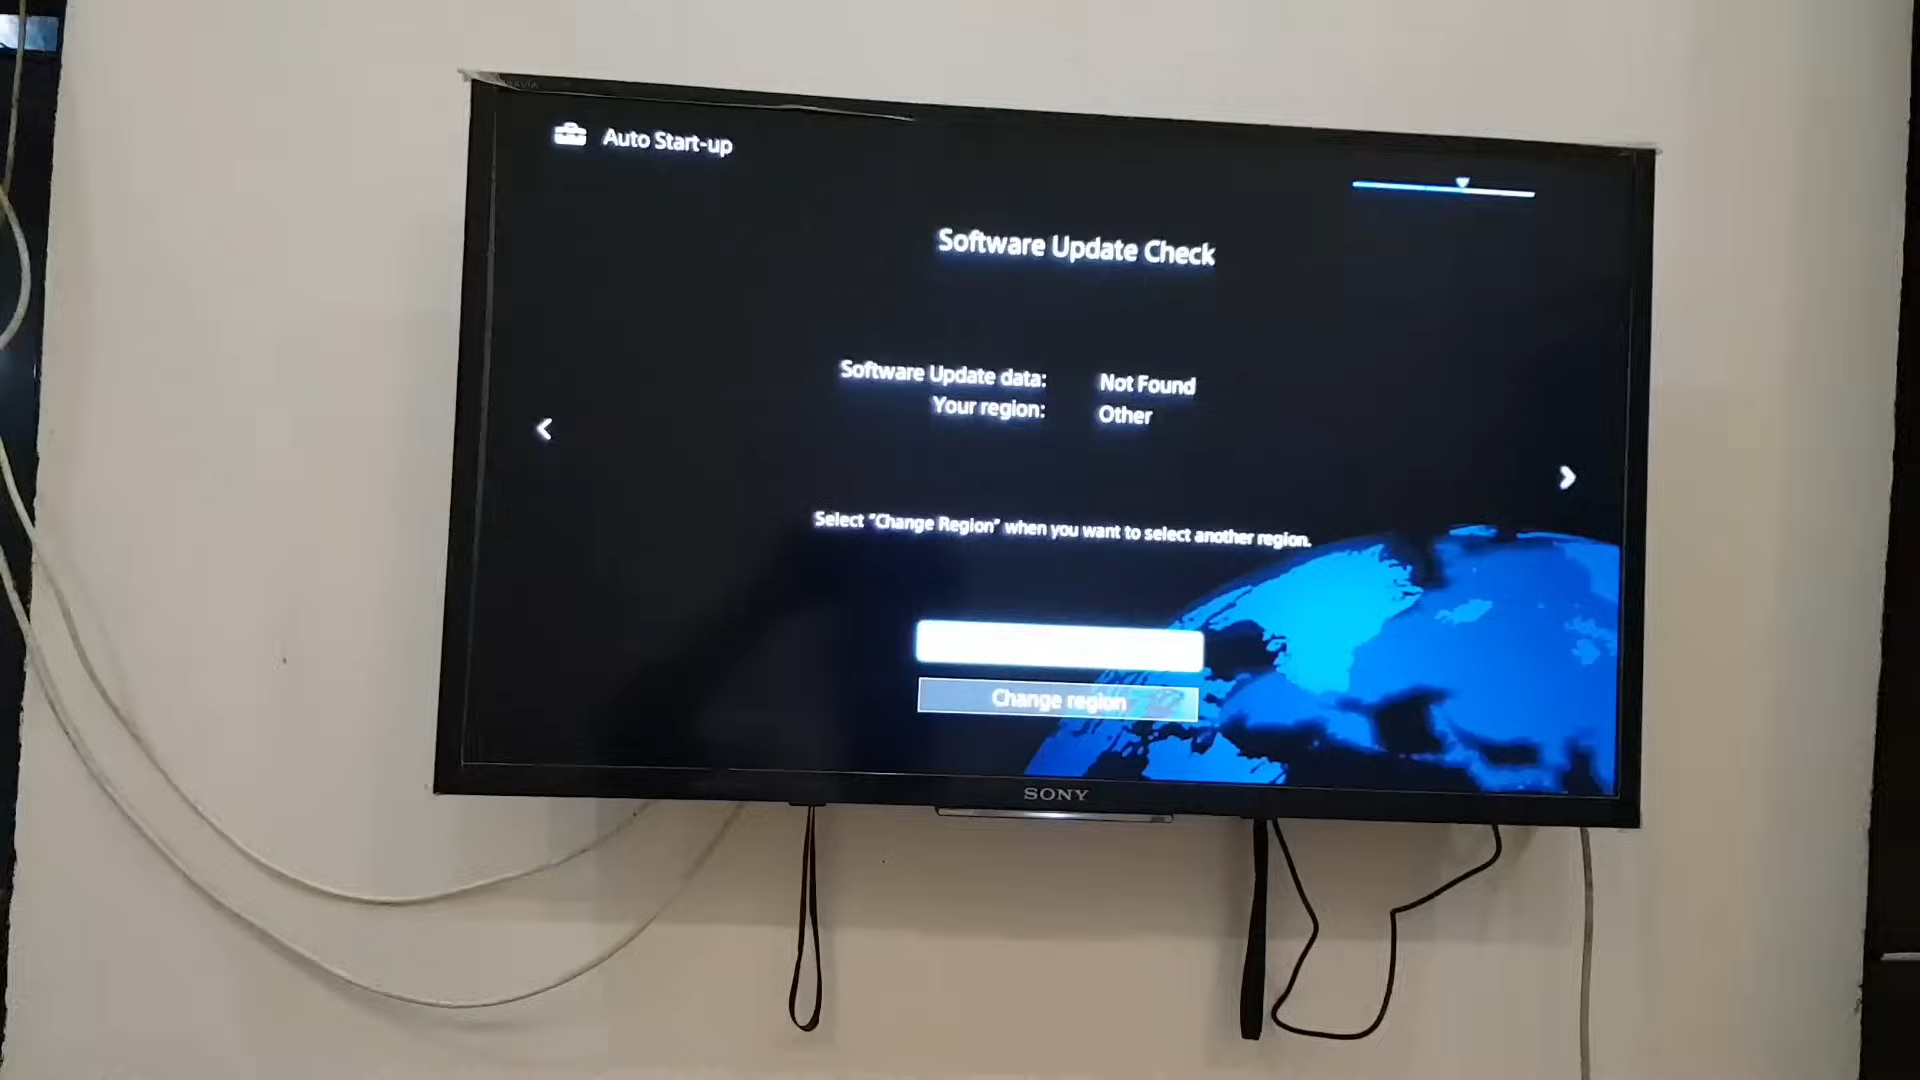 Auto Start-up
Software Update Check
Software Update data: Not Found
Your region: Other
Select "Change Region" when you want to select another region.
Change region
SONY